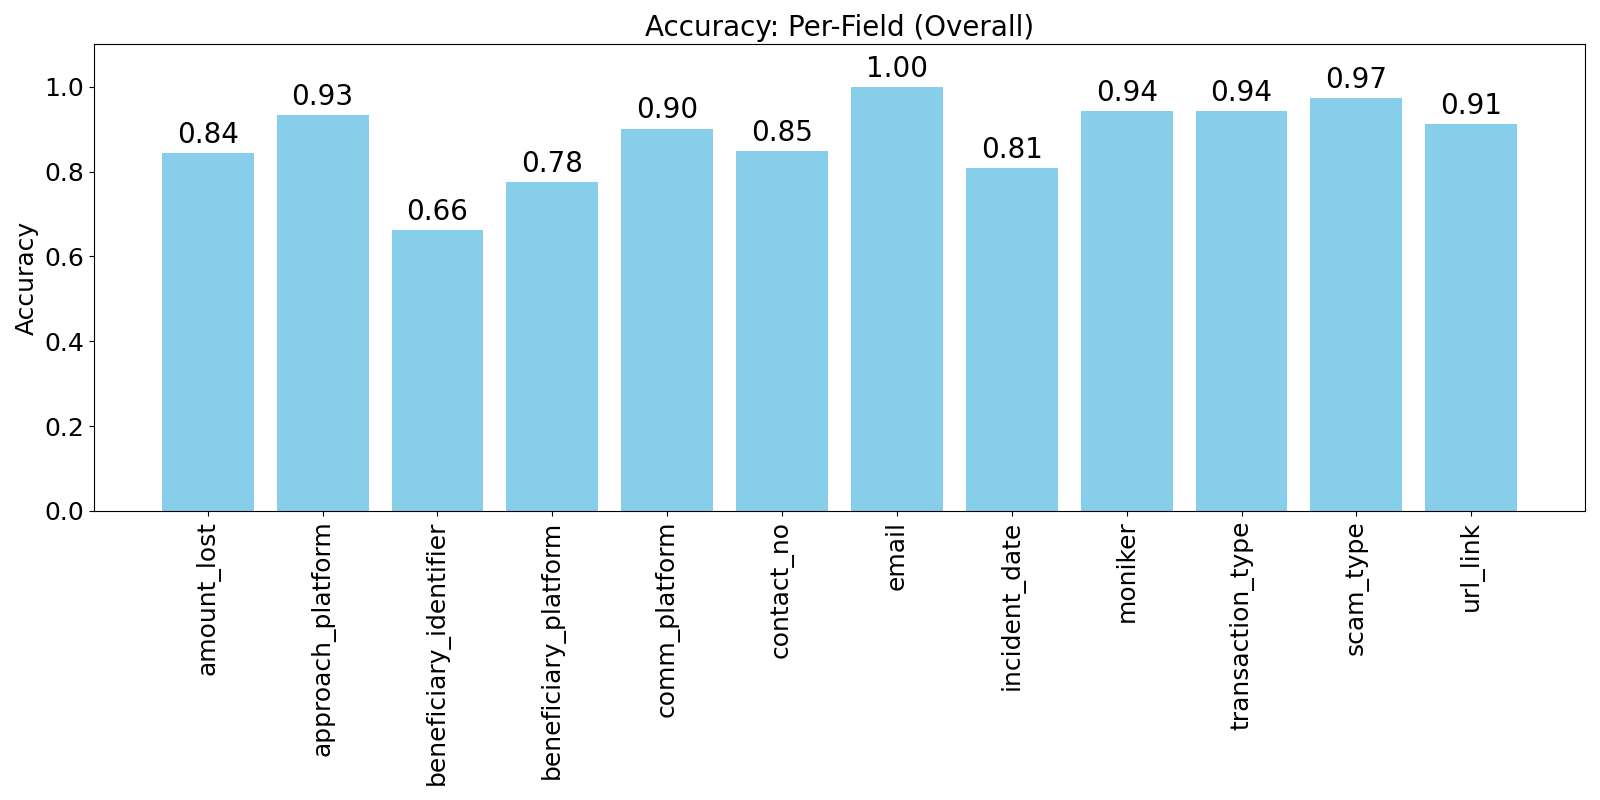 Accuracy: Per-Field (Overall)
Accuracy
1.0
0.8
0.6
0.4
0.2
0.0
0.84
0.93
0.66
0.78
0.90
0.85
1.00
0.81
0.94
0.94
0.97
0.91
amount_lost
approach_platform
beneficiary_identifier
beneficiary_platform
comm_platform
contact_no
email
incident_date
moniker
transaction_type
scam_type
url_link